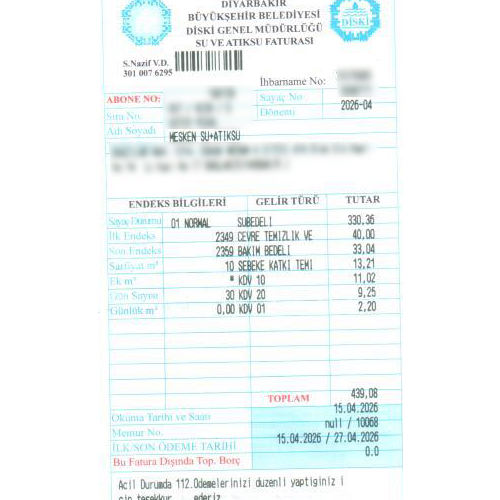 DİYARBAKIR
BÜYÜKŞEHİR BELEDİYESİ
DİSKİ GENEL MÜDÜRLÜĞÜ
SU VE ATIKSU FATURASI
DİSKİ
S.Nazif V.D.
301 007 6295
İhbarname No:
ABONE NO:
Sayaç No
Sıra No:
Dönemi 2026-04
Adı Soyadı
MESKEN SU+ATIKSU
ENDEKS BİLGİLERİ GELİR TÜRÜ TUTAR
Sayaç Durumu 01 NORMAL SUBEDELI 330,36
İlk Endeks 2349 CEVRE TEMIZLIK VE 40,00
Son Endeks 2359 BAKIM BEDELI 33,04
Sarfiyat m³ 10 SEBEKE KATKI TEMI 13,21
Ek m³ * KDV 10 11,02
Gün Sayısı 30 KDV 20 9,25
Günlük m³ 0,00 KDV 01 2,20
TOPLAM 439,08
Okuma Tarihi ve Saati 15.04.2026
Memur No. null / 10068
İLK/SON ÖDEME TARİHİ 15.04.2026 / 27.04.2026
Bu Fatura Dışında Top. Borç 0.0
Acil Durumda 112.Odemelerinizi duzenli yaptiginiz i
cin tesekkur ederiz